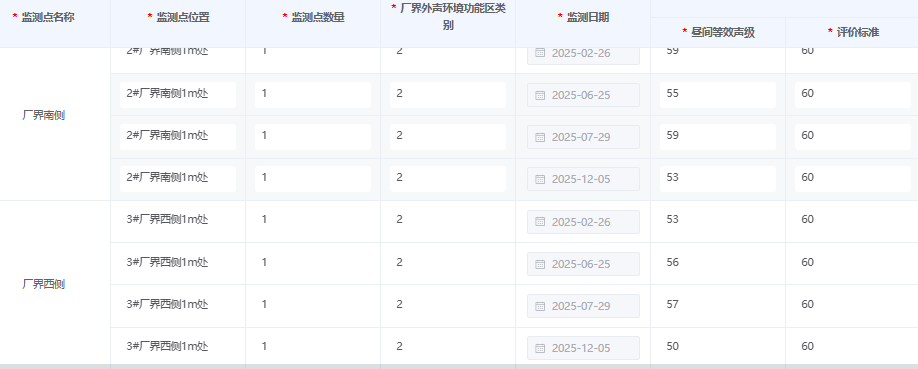 * 监测点名称 * 监测点位置 * 监测点数量 * 厂界外声环境功能区类别 * 监测日期 * 昼间等效声级 * 评价标准
2#厂界南侧1m处 1 2 2025-02-26 59 60
厂界南侧
2#厂界南侧1m处 1 2 2025-06-25 55 60
2#厂界南侧1m处 1 2 2025-07-29 59 60
2#厂界南侧1m处 1 2 2025-12-05 53 60
厂界西侧
3#厂界西侧1m处 1 2 2025-02-26 53 60
3#厂界西侧1m处 1 2 2025-06-25 56 60
3#厂界西侧1m处 1 2 2025-07-29 57 60
3#厂界西侧1m处 1 2 2025-12-05 50 60